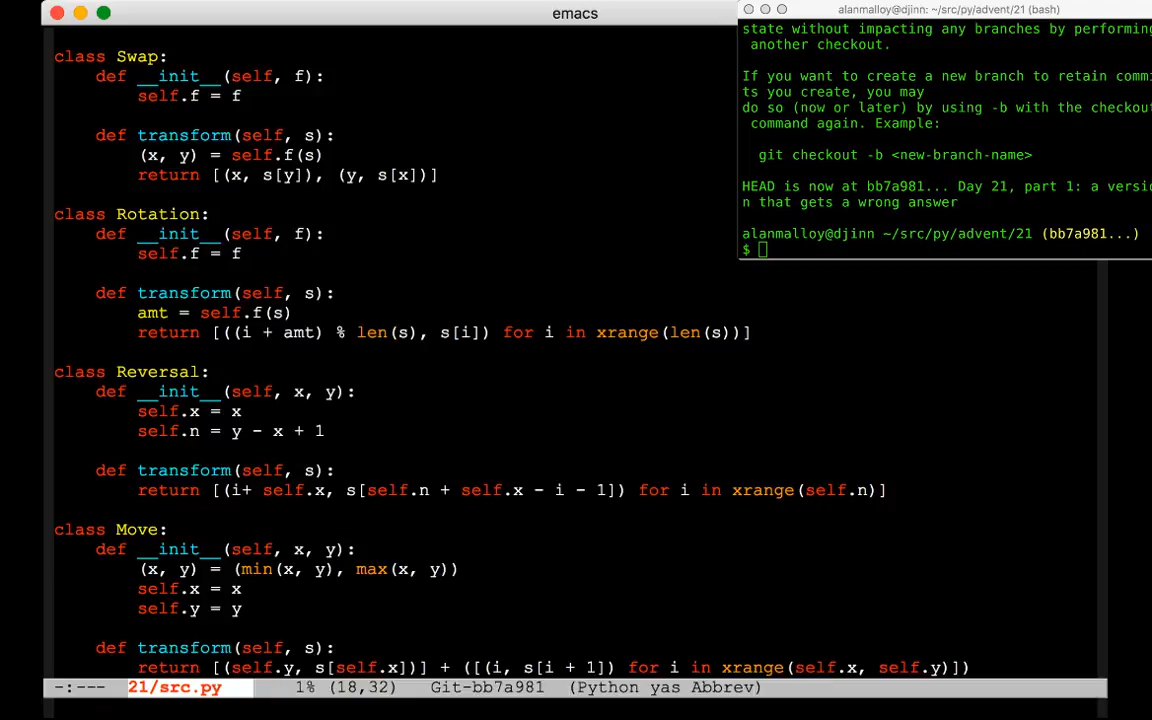 emacs
class Swap:
    def __init__(self, f):
        self.f = f
    def transform(self, s):
        (x, y) = self.f(s)
        return [(x, s[y]), (y, s[x])]
class Rotation:
    def __init__(self, f):
        self.f = f
    def transform(self, s):
        amt = self.f(s)
        return [((i + amt) % len(s), s[i]) for i in xrange(len(s))]
class Reversal:
    def __init__(self, x, y):
        self.x = x
        self.n = y - x + 1
    def transform(self, s):
        return [(i+ self.x, s[self.n + self.x - i - 1]) for i in xrange(self.n)]
class Move:
    def __init__(self, x, y):
        (x, y) = (min(x, y), max(x, y))
        self.x = x
        self.y = y
    def transform(self, s):
        return [(self.y, s[self.x])] + ([(i, s[i + 1]) for i in xrange(self.x, self.y)])
-:--- 21/src.py 1% (18,32) Git-bb7a981 (Python yas Abbrev)
alanmalloy@djinn: ~/src/py/advent/21 (bash)
state without impacting any branches by performing
 another checkout.
If you want to create a new branch to retain commi
ts you create, you may
do so (now or later) by using -b with the checkout
 command again. Example:
  git checkout -b <new-branch-name>
HEAD is now at bb7a981... Day 21, part 1: a versio
n that gets a wrong answer
alanmalloy@djinn ~/src/py/advent/21 (bb7a981...)
$